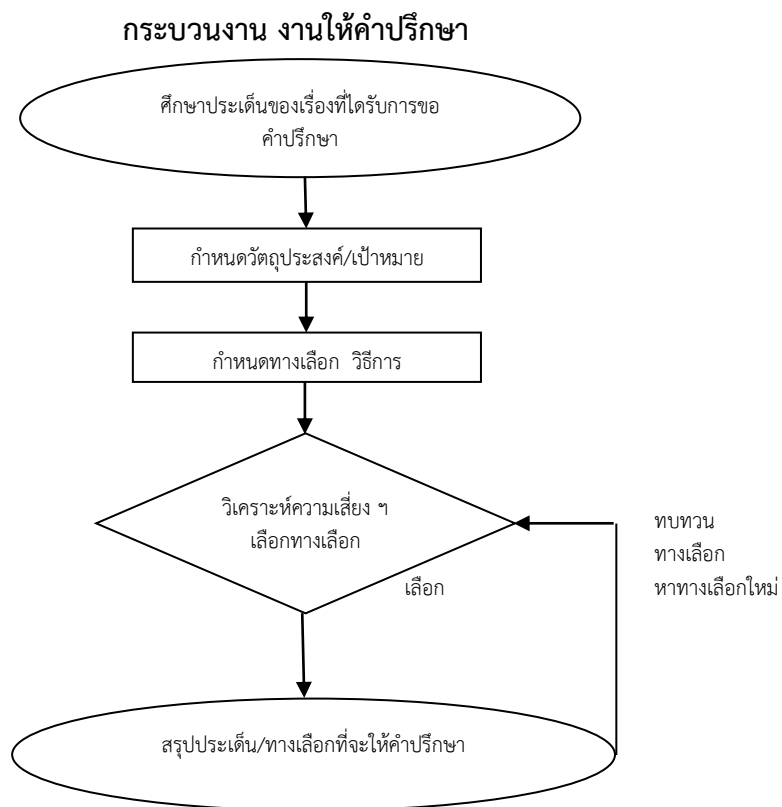 กระบวนงาน งานให้คำปรึกษา
ศึกษาประเด็นของเรื่องที่ไดรับการขอ
คำปรึกษา
กำหนดวัตถุประสงค์/เป้าหมาย
กำหนดทางเลือก วิธีการ
วิเคราะห์ความเสี่ยง ฯ
เลือกทางเลือก
เลือก
ทบทวน
ทางเลือก
หาทางเลือกใหม่
สรุปประเด็น/ทางเลือกที่จะให้คำปรึกษา